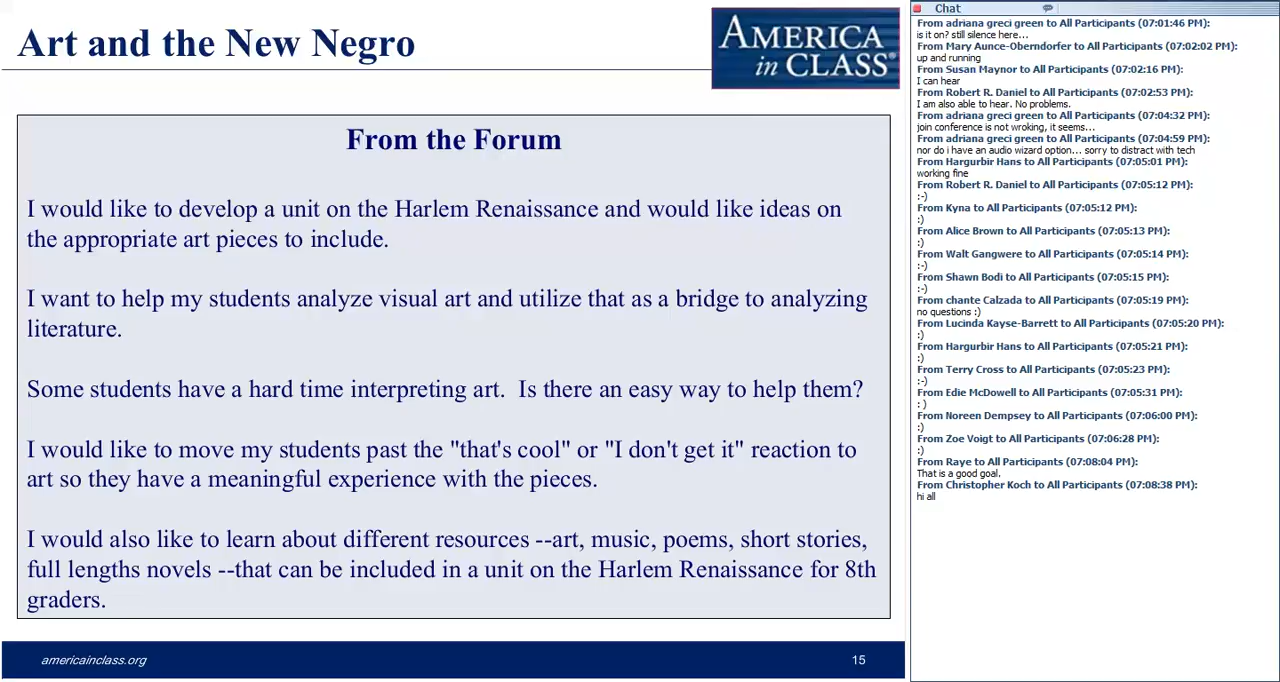 Art and the New Negro
AMERICA
in CLASS®
From the Forum
I would like to develop a unit on the Harlem Renaissance and would like ideas on
the appropriate art pieces to include.
I want to help my students analyze visual art and utilize that as a bridge to analyzing
literature.
Some students have a hard time interpreting art.  Is there an easy way to help them?
I would like to move my students past the "that's cool" or "I don't get it" reaction to
art so they have a meaningful experience with the pieces.
I would also like to learn about different resources --art, music, poems, short stories,
full lengths novels --that can be included in a unit on the Harlem Renaissance for 8th
graders.
americainclass.org
15
Chat
From adriana greci green to All Participants (07:01:46 PM):
is it on? still silence here...
From Mary Aunce-Oberndorfer to All Participants (07:02:02 PM):
up and running
From Susan Maynor to All Participants (07:02:16 PM):
I can hear
From Robert R. Daniel to All Participants (07:02:53 PM):
I am also able to hear. No problems.
From adriana greci green to All Participants (07:04:32 PM):
join conference is not wroking, it seems...
From adriana greci green to All Participants (07:04:59 PM):
nor do i have an audio wizard option... sorry to distract with tech
From Hargurbir Hans to All Participants (07:05:01 PM):
working fine
From Robert R. Daniel to All Participants (07:05:12 PM):
:-)
From Kyna to All Participants (07:05:12 PM):
:)
From Alice Brown to All Participants (07:05:13 PM):
:)
From Walt Gangwere to All Participants (07:05:14 PM):
:-)
From Shawn Bodi to All Participants (07:05:15 PM):
:-)
From chante Calzada to All Participants (07:05:19 PM):
no questions :)
From Lucinda Kayse-Barrett to All Participants (07:05:20 PM):
:)
From Hargurbir Hans to All Participants (07:05:21 PM):
:)
From Terry Cross to All Participants (07:05:23 PM):
:-)
From Edie McDowell to All Participants (07:05:31 PM):
: )
From Noreen Dempsey to All Participants (07:06:00 PM):
:)
From Zoe Voigt to All Participants (07:06:28 PM):
:)
From Raye to All Participants (07:08:04 PM):
That is a good goal.
From Christopher Koch to All Participants (07:08:38 PM):
hi all